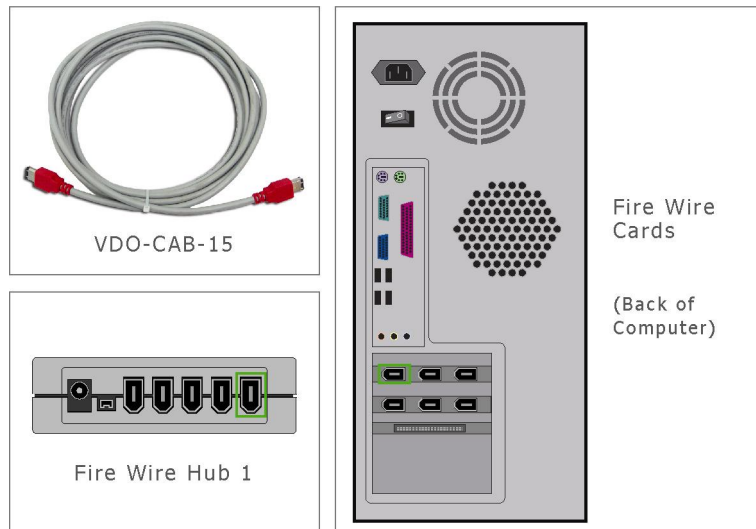 VDO-CAB-15
Fire Wire Hub 1
Fire Wire
Cards
(Back of
Computer)